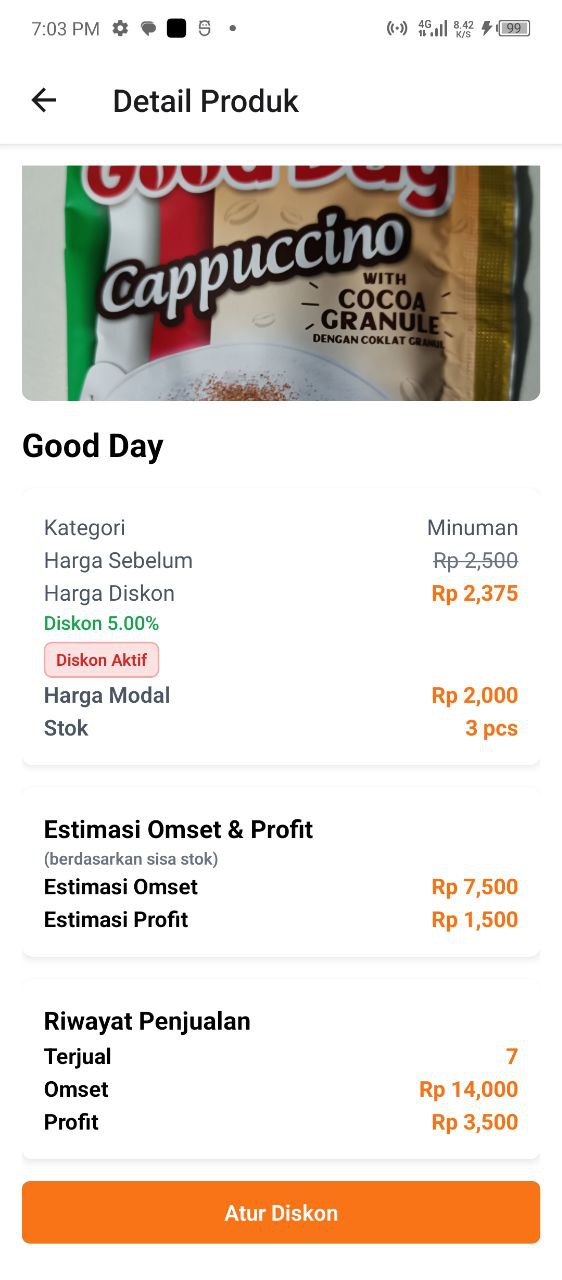 7:03 PM 4G 8.42 K/S 99
Detail Produk
Good Day
Cappuccino
WITH
COCOA
GRANULE
DENGAN COKLAT GRANUL
Good Day
Kategori Minuman
Harga Sebelum Rp 2,500
Harga Diskon Rp 2,375
Diskon 5.00%
Diskon Aktif
Harga Modal Rp 2,000
Stok 3 pcs
Estimasi Omset & Profit
(berdasarkan sisa stok)
Estimasi Omset Rp 7,500
Estimasi Profit Rp 1,500
Riwayat Penjualan
Terjual 7
Omset Rp 14,000
Profit Rp 3,500
Atur Diskon